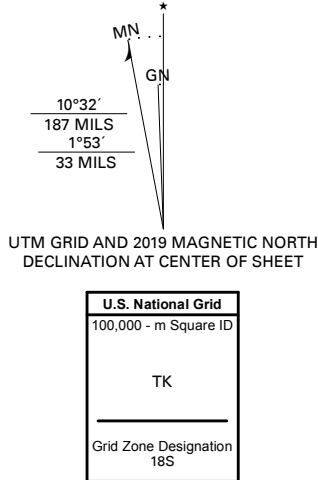 ★
MN
GN
10°32´
187 MILS
1°53´
33 MILS
UTM GRID AND 2019 MAGNETIC NORTH
DECLINATION AT CENTER OF SHEET
U.S. National Grid
100,000 - m Square ID
TK
Grid Zone Designation
18S